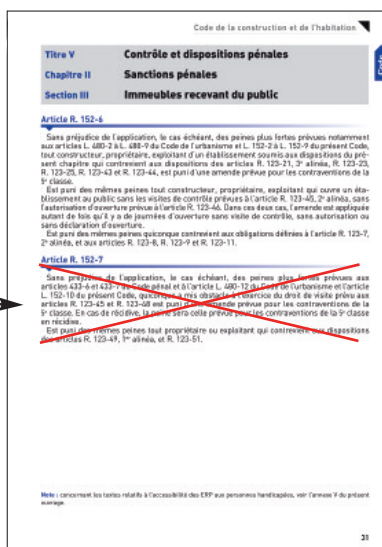 Code de la construction et de l'habitation
Titre V Contrôle et dispositions pénales
Chapitre II Sanctions pénales
Section III Immeubles recevant du public
Code
Article R. 152-6
Sans préjudice de l'application, le cas échéant, des peines plus fortes prévues notamment
aux articles L. 480-2 à L. 480-9 du Code de l'urbanisme et L. 152-2 à L. 152-9 du présent Code,
tout constructeur, propriétaire, exploitant d'un établissement soumis aux dispositions du pré-
sent chapitre qui contrevient aux dispositions des articles R. 123-21, 3e alinéa, R. 123-23,
R. 123-25, R. 123-43 et R. 123-44, est puni d'une amende prévue pour les contraventions de la
5e classe.
Est puni des mêmes peines tout constructeur, propriétaire, exploitant qui ouvre un éta-
blissement au public sans les visites de contrôle prévues à l'article R. 123-45, 2e alinéa, sans
l'autorisation d'ouverture prévue à l'article R. 123-46. Dans ces deux cas, l'amende est appliquée
autant de fois qu'il y a de journées d'ouverture sans visite de contrôle, sans autorisation ou
sans déclaration d'ouverture.
Est puni des mêmes peines quiconque contrevient aux obligations définies à l'article R. 123-7,
2e alinéa, et aux articles R. 123-8, R. 123-9 et R. 123-11.
Article R. 152-7
Sans préjudice de l'application, le cas échéant, des peines plus fortes prévues aux
articles 433-6 et 433-7 du Code pénal et à l'article L. 480-12 du Code de l'urbanisme et l'article
L. 152-10 du présent Code, quiconque a mis obstacle à l'exercice du droit de visite prévu aux
articles R. 123-45 et R. 123-48 est puni d'une amende prévue pour les contraventions de la
5e classe. En cas de récidive, la peine sera celle prévue pour les contraventions de la 5e classe
en récidive.
Est puni des mêmes peines tout propriétaire ou exploitant qui contrevient aux dispositions
des articles R. 123-49, 1er alinéa, et R. 123-51.
Note : concernant les textes relatifs à l'accessibilité des ERP aux personnes handicapées, voir l'annexe V du présent
ouvrage.
31